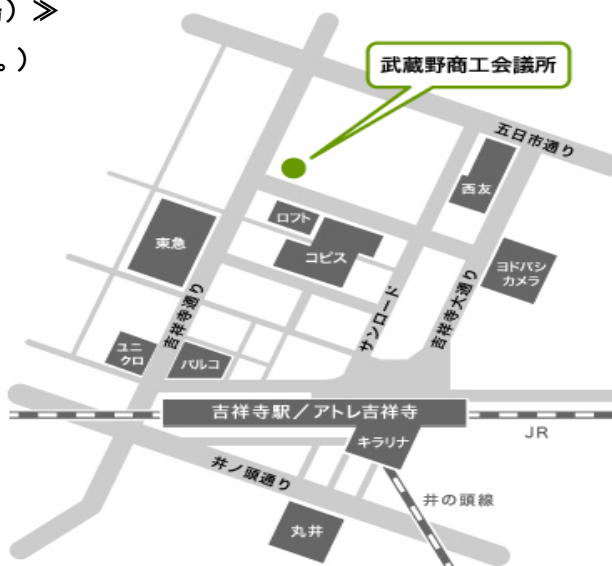 ）≫
。）
武蔵野商工会議所
五日市通り
西友
ロフト
東急
コピス
ヨドバシ
カメラ
吉祥寺通り
サンロード
吉祥寺大通り
ユニ
クロ
パルコ
吉祥寺駅／アトレ吉祥寺
キラリナ
JR
井ノ頭通り
井の頭線
丸井